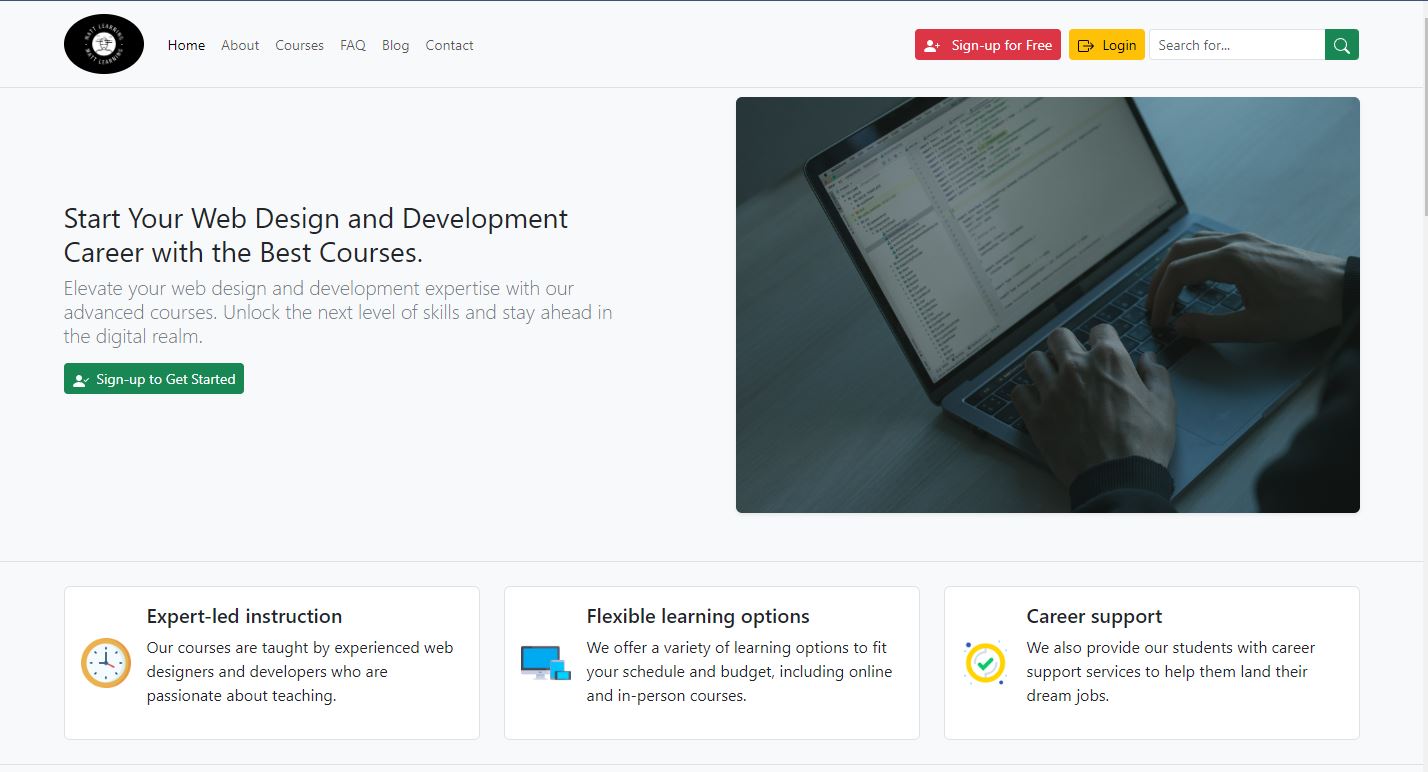 MATT LEARNING
MATT LEARNING
Home
About
Courses
FAQ
Blog
Contact
Sign-up for Free
Login
Search for...
Start Your Web Design and Development
Career with the Best Courses.
Elevate your web design and development expertise with our
advanced courses. Unlock the next level of skills and stay ahead in
the digital realm.
Sign-up to Get Started
Expert-led instruction
Our courses are taught by experienced web
designers and developers who are
passionate about teaching.
Flexible learning options
We offer a variety of learning options to fit
your schedule and budget, including online
and in-person courses.
Career support
We also provide our students with career
support services to help them land their
dream jobs.